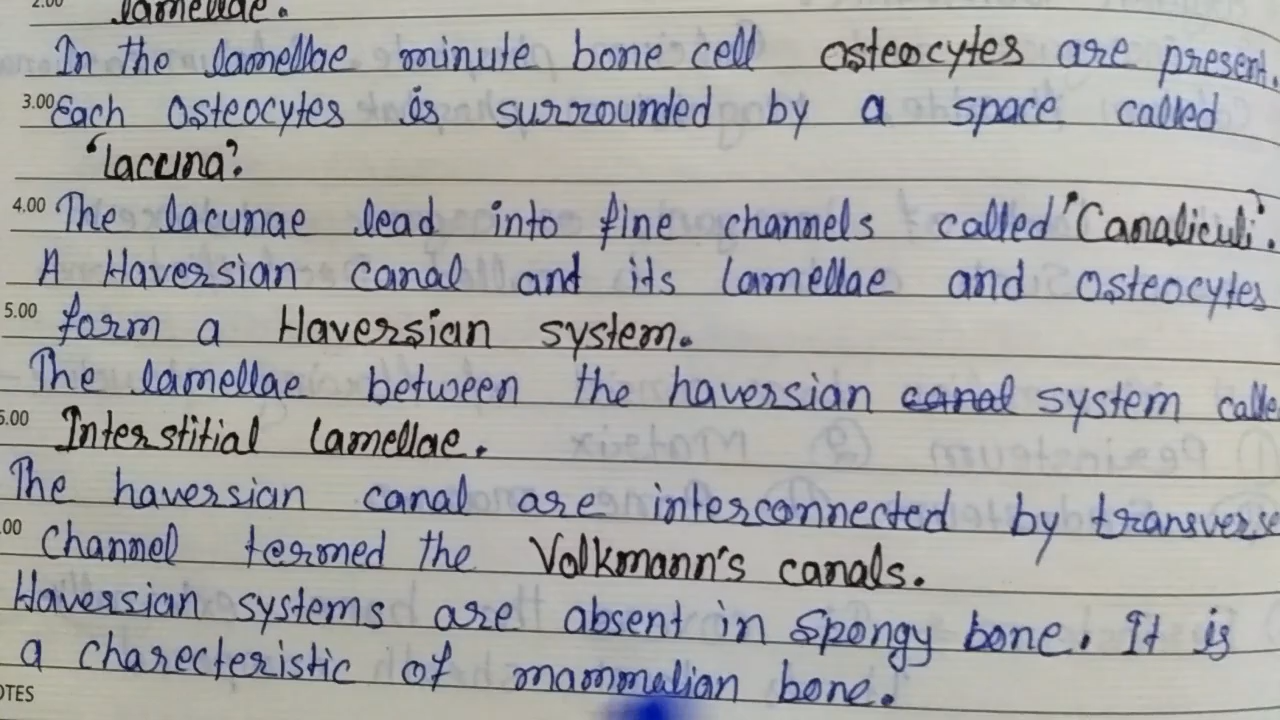 2.00 lamellae.
In the lamellae minute bone cell osteocytes are present.
3.00 Each Osteocytes is surrounded by a space called
"lacuna".
4.00 The lacunae lead into fine channels called "Canaliculi".
A Haversian canal and its lamellae and Osteocytes
5.00 form a Haversian system.
The lamellae between the haversian canal system calle
6.00 Interstitial lamellae.
The haversian canal are interconnected by transverse
.00 Channel termed the Volkmann's canals.
Haversian systems are absent in Spongy bone. It is
a charecteristic of mammalian bone.
OTES